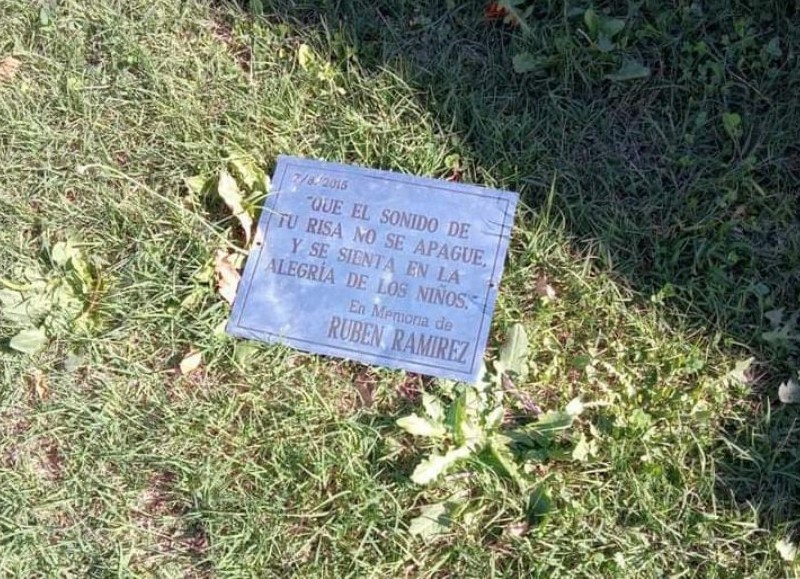 7/8/2015
"QUE EL SONIDO DE
TU RISA NO SE APAGUE,
Y SE SIENTA EN LA
ALEGRÍA DE LOS NIÑOS."
En Memoria de
RUBEN RAMIREZ